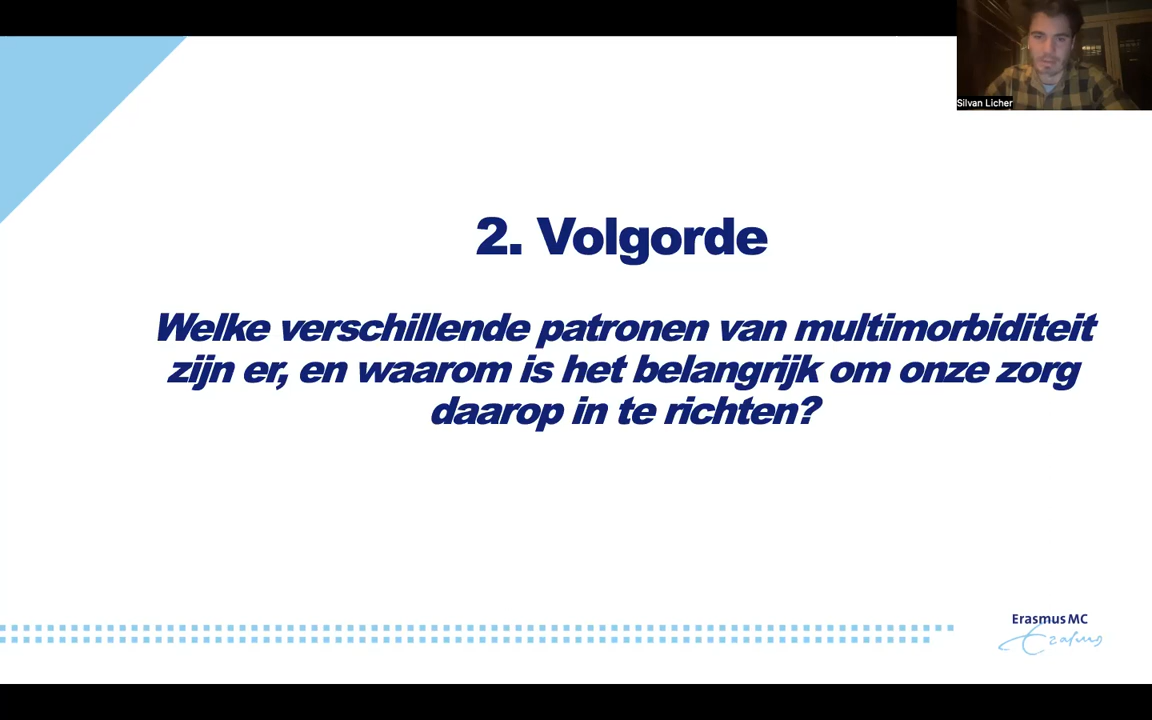 Silvan Licher
2. Volgorde
Welke verschillende patronen van multimorbiditeit
zijn er, en waarom is het belangrijk om onze zorg
daarop in te richten?
Erasmus MC
Erasmus